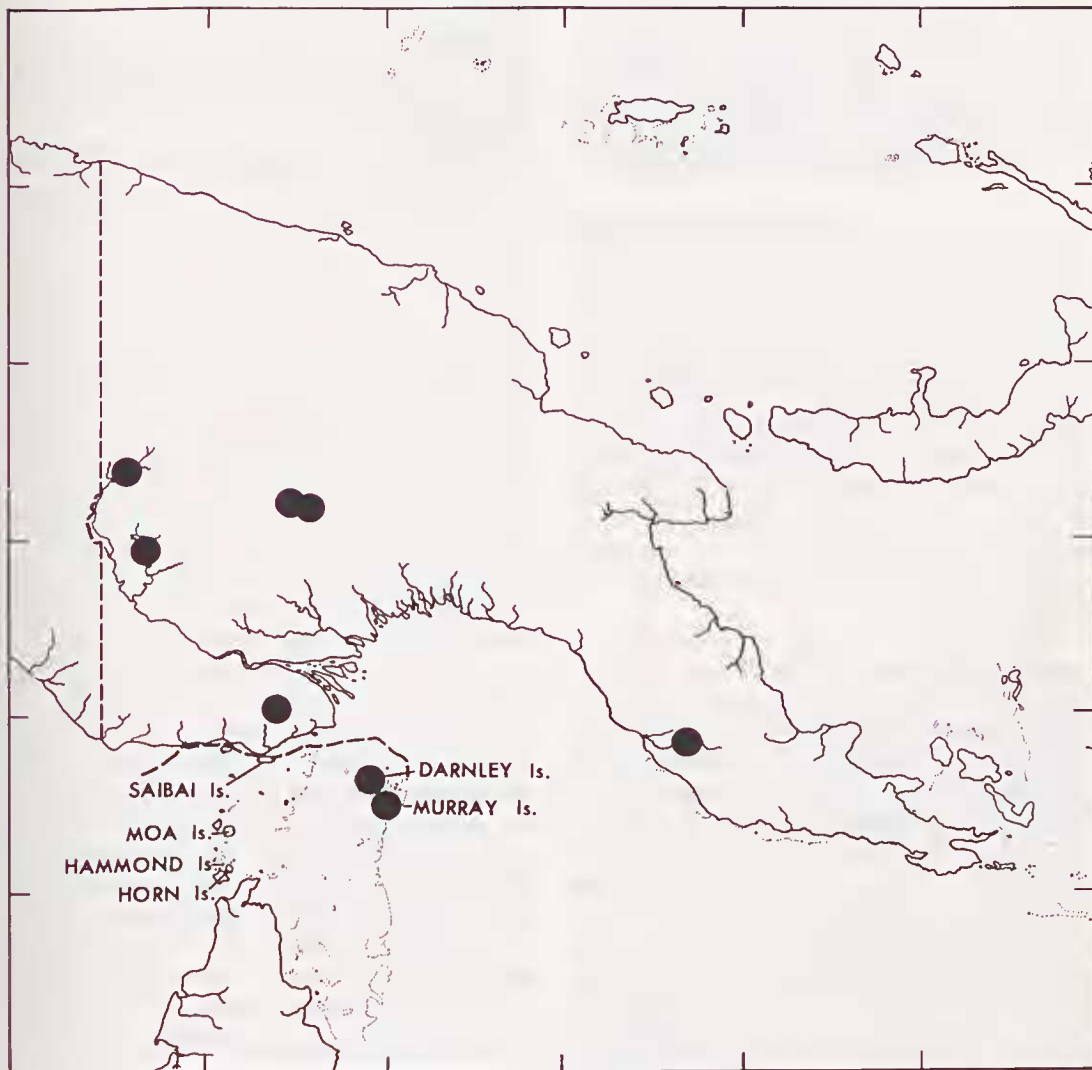 DARNLEY Is.
SAIBAI Is.
MURRAY Is.
MOA Is.
HAMMOND Is.
HORN Is.